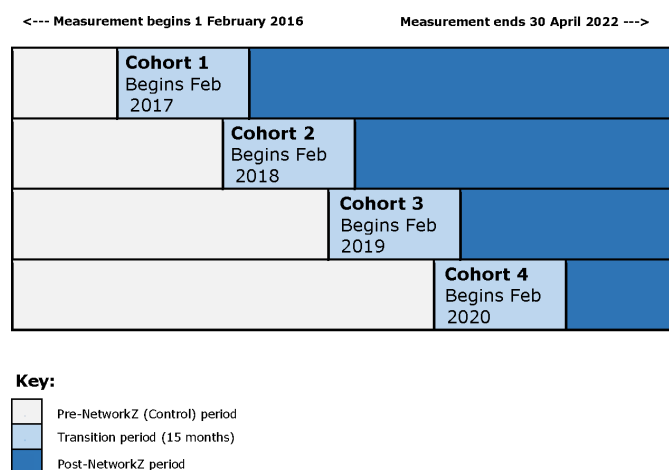 <--- Measurement begins 1 February 2016
Measurement ends 30 April 2022 --->
Cohort 1
Begins Feb
2017
Cohort 2
Begins Feb
2018
Cohort 3
Begins Feb
2019
Cohort 4
Begins Feb
2020
Key:
Pre-NetworkZ (Control) period
Transition period (15 months)
Post-NetworkZ period